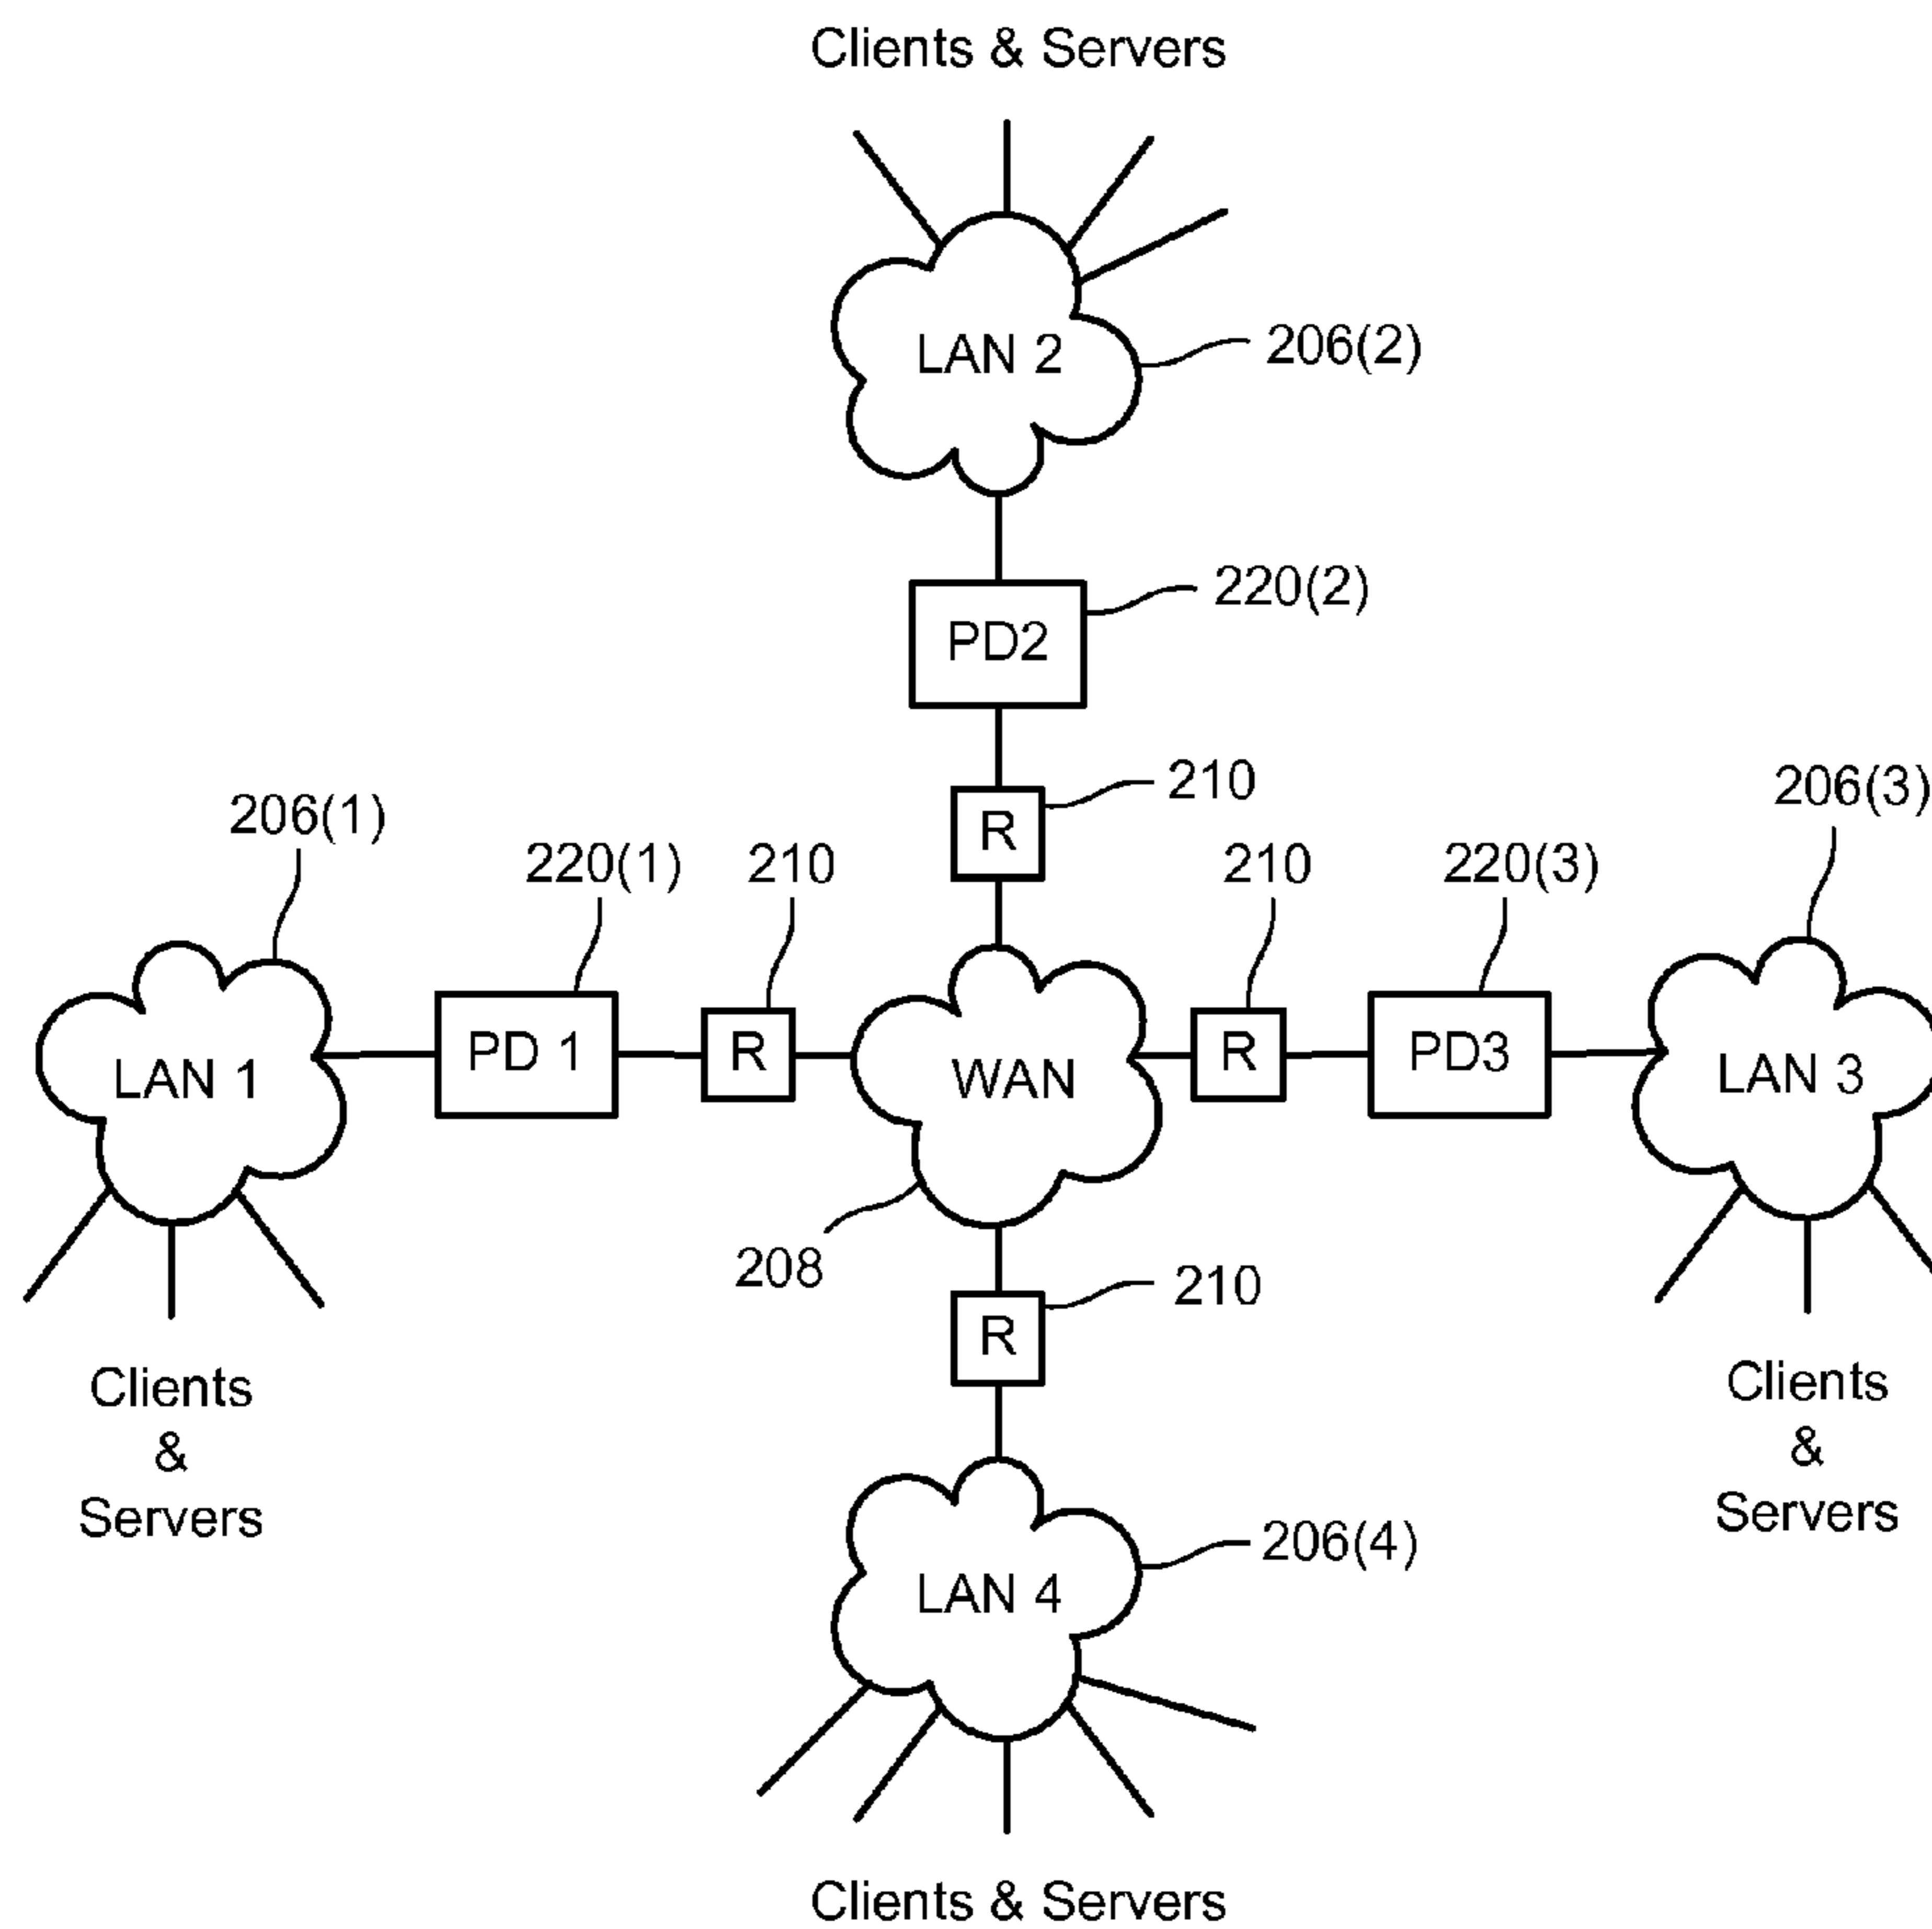 Clients & Servers
LAN 2
206(2)
PD2
220(2)
R
210
206(1)
220(1)
210
210
220(3)
206(3)
LAN 1
PD 1
R
WAN
R
PD3
LAN 3
208
R
210
Clients
&
Servers
Clients
&
Servers
LAN 4
206(4)
Clients & Servers